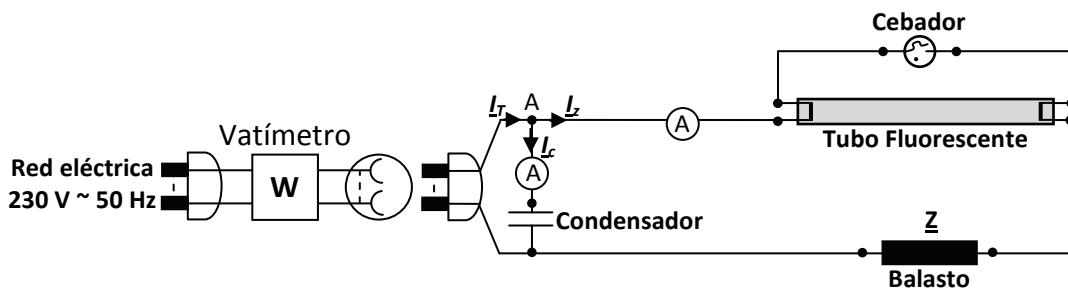 Cebador
I_T A I_z
A
Vatímetro
Tubo Fluorescente
I_c
Red eléctrica
A
W
230 V ~ 50 Hz
Condensador
Z
Balasto